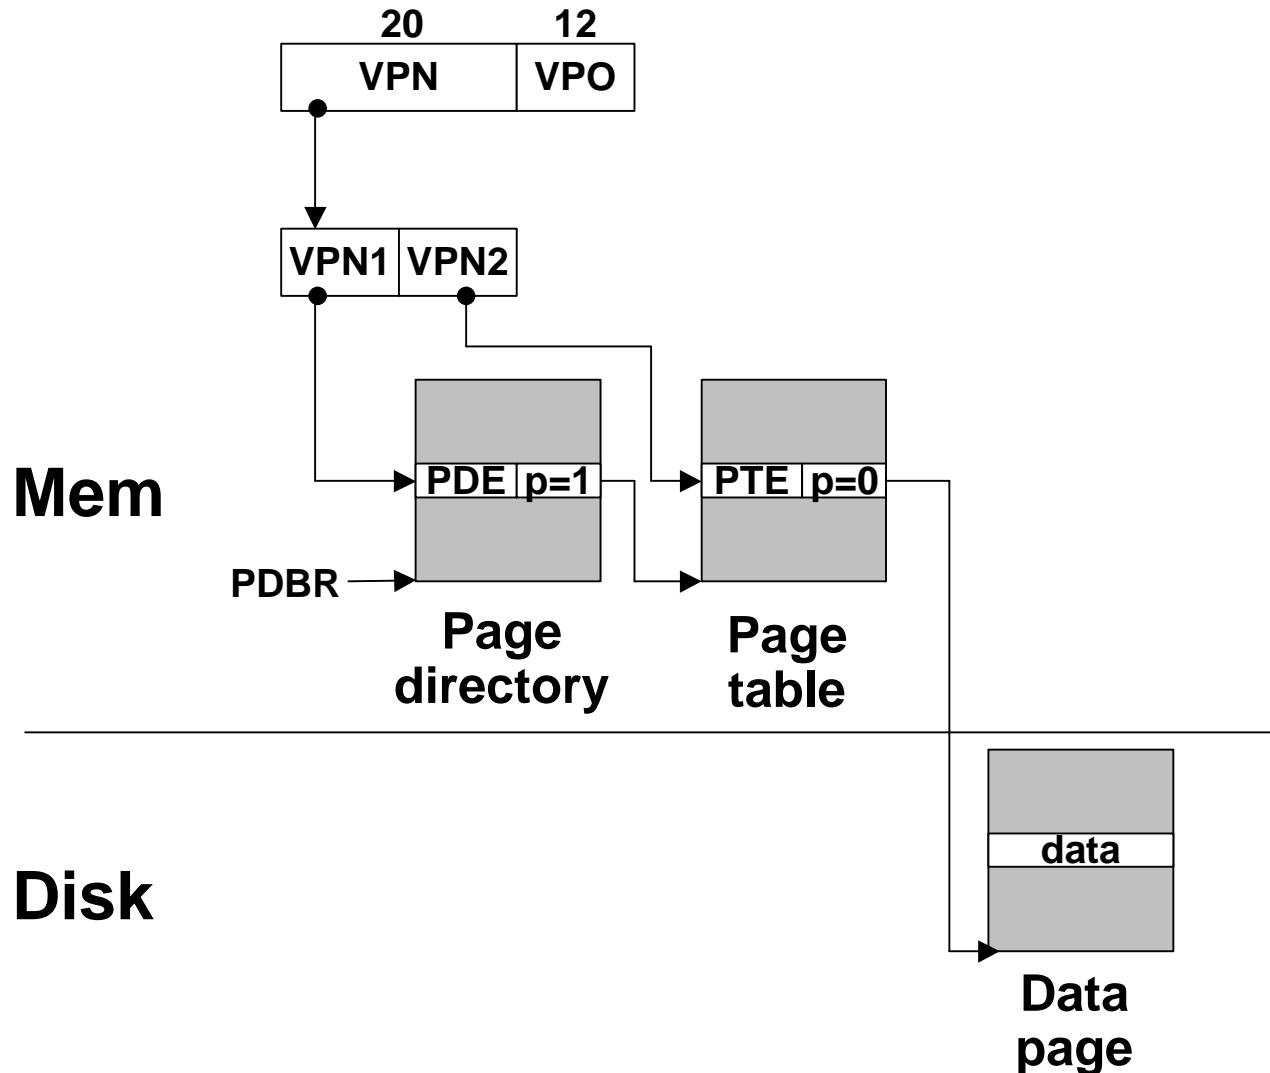 20 12
VPN VPO
VPN1 VPN2
Mem
PDE p=1 PTE p=0
PDBR
Page
directory
Page
table
data
Disk
Data
page